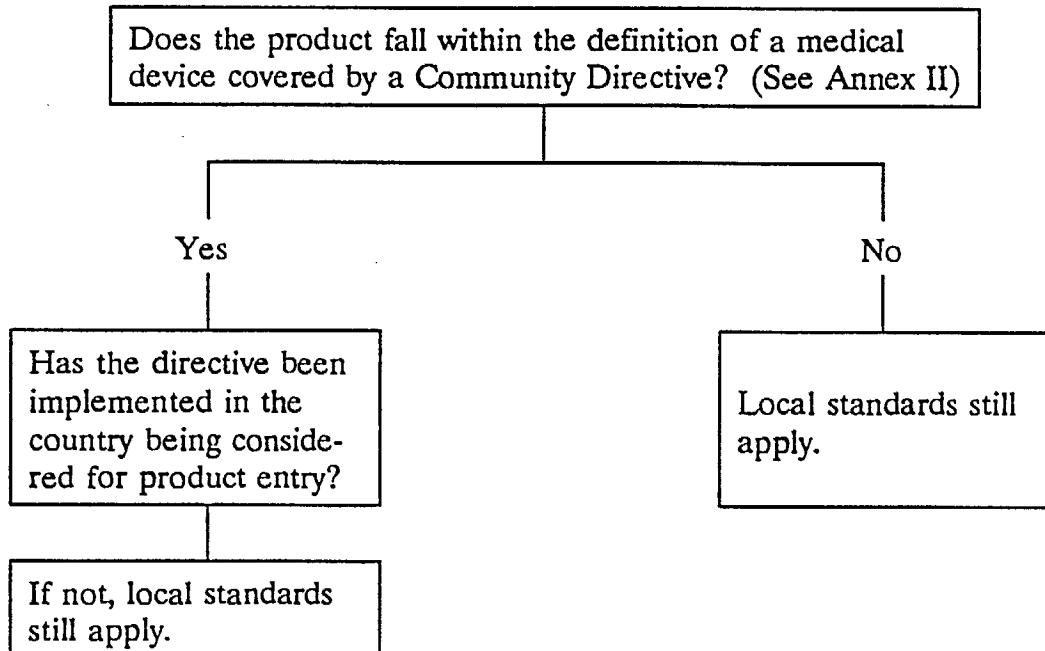 Does the product fall within the definition of a medical
device covered by a Community Directive? (See Annex II)
Yes
No
Has the directive been
implemented in the
country being conside-
red for product entry?
Local standards still
apply.
If not, local standards
still apply.